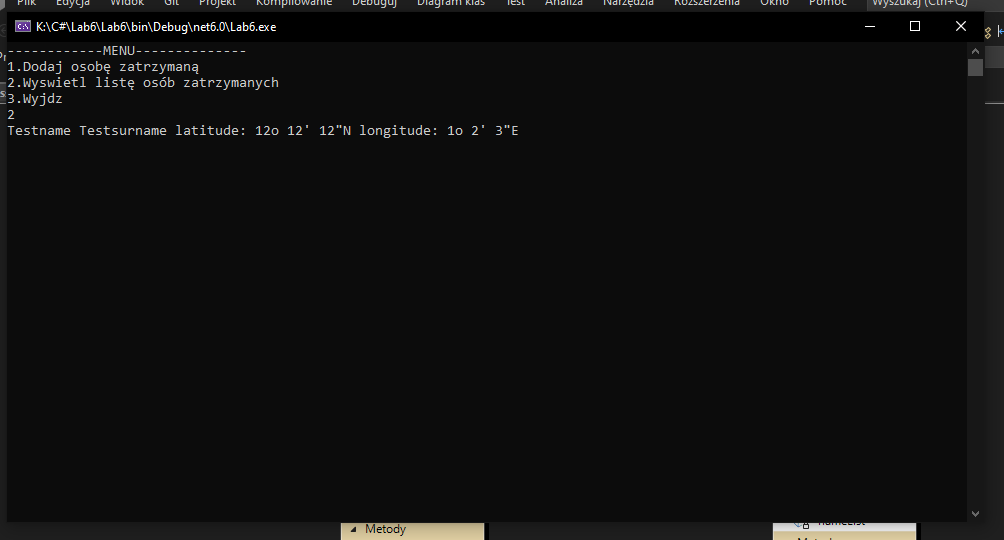 Plik Edycja Widok Git Projekt Kompilowanie Debuguj Diagram klas Test Analiza Narzędzia Rozszerzenia Okno Pomoc Wyszukaj (Ctrl+Q)
K:\C#\Lab6\Lab6\bin\Debug\net6.0\Lab6.exe
------------MENU--------------
1.Dodaj osobę zatrzymaną
2.Wyswietl listę osób zatrzymanych
3.Wyjdz
2
Testname Testsurname latitude: 12o 12' 12"N longitude: 1o 2' 3"E
Metody
nameList